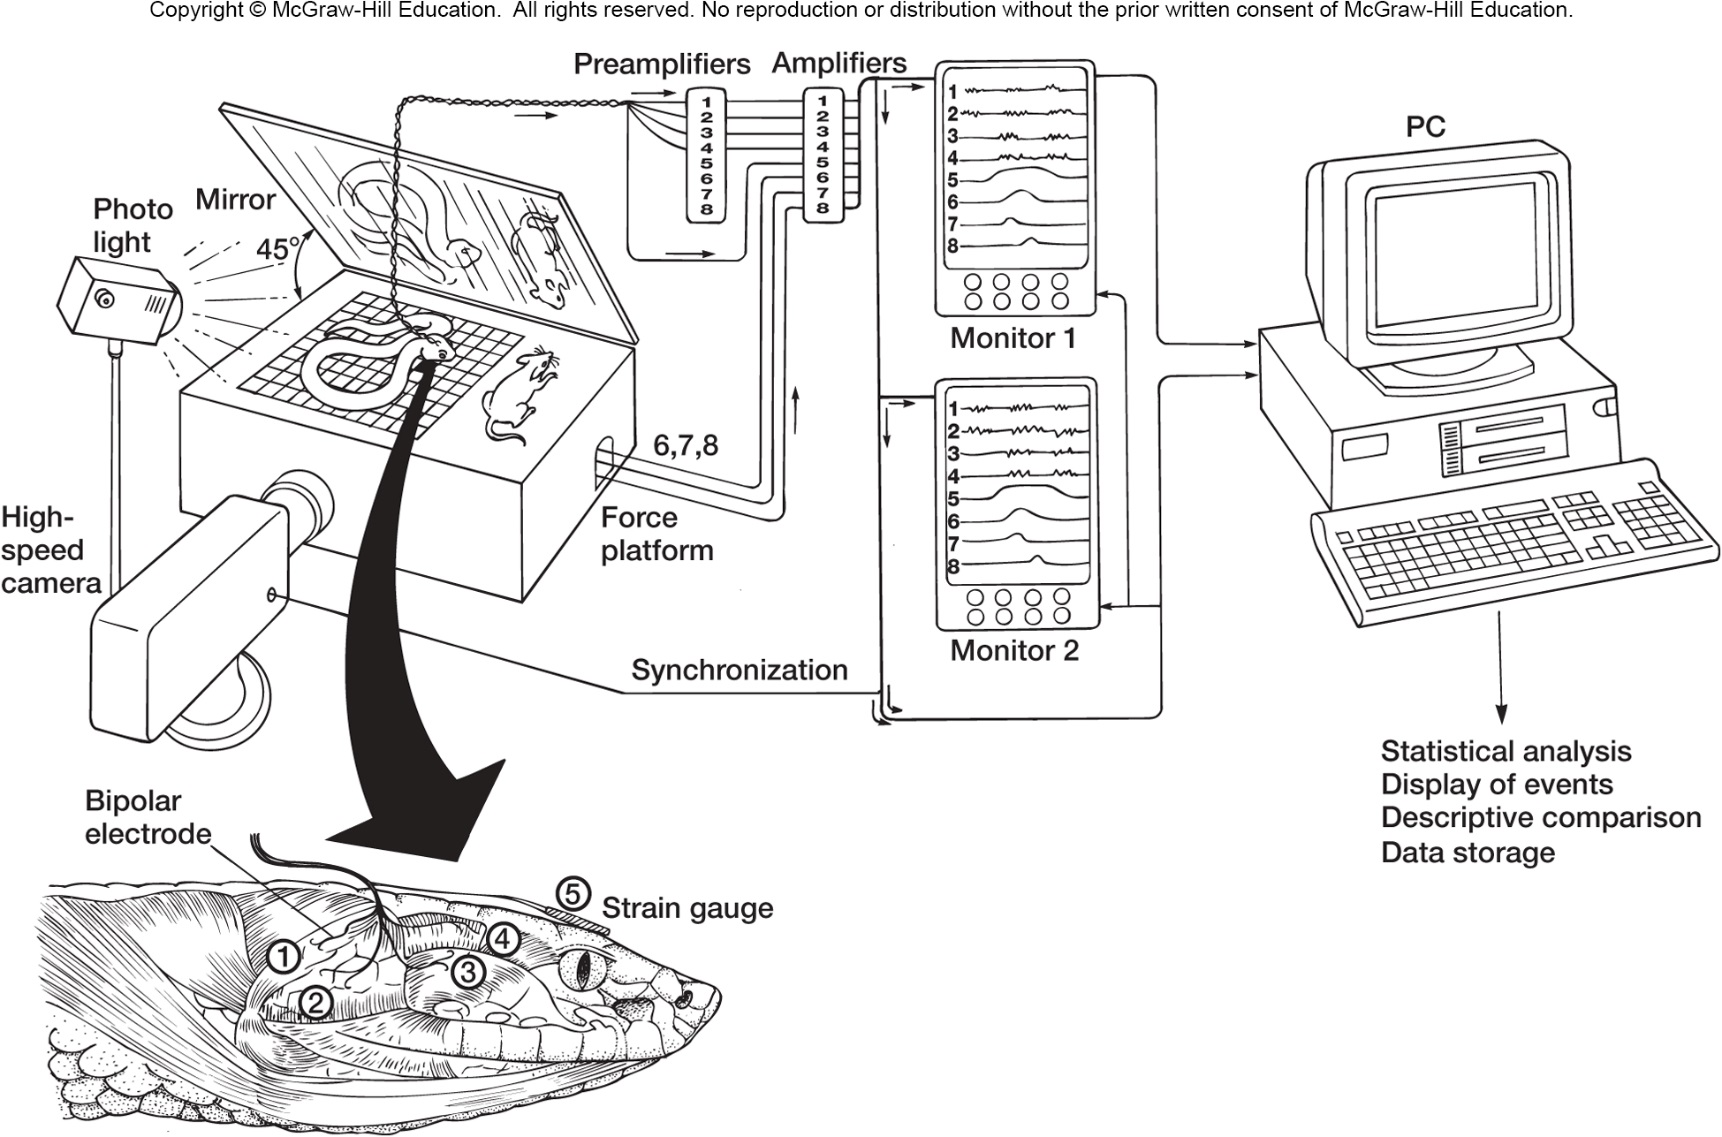 Copyright © McGraw-Hill Education. All rights reserved. No reproduction or distribution without the prior written consent of McGraw-Hill Education.
Preamplifiers
Amplifiers
1
2
3
4
5
6
7
8
1
2
3
4
5
6
7
8
1
2
3
4
5
6
7
8
Monitor 1
PC
Photo
light
Mirror
45°
6,7,8
Force
platform
High-
speed
camera
1
2
3
4
5
6
7
8
Monitor 2
Synchronization
Statistical analysis
Display of events
Descriptive comparison
Data storage
Bipolar
electrode
5
Strain gauge
4
1
3
2